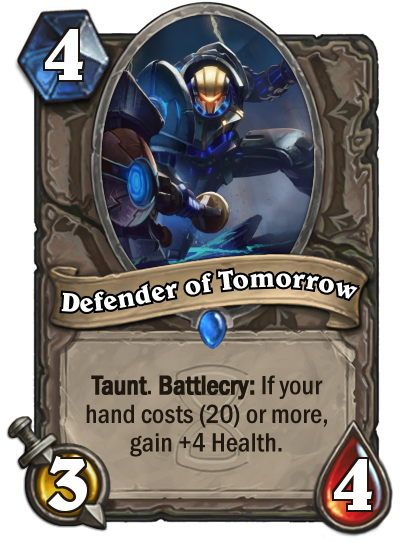 4
Defender of Tomorrow
Taunt. Battlecry: If your
hand costs (20) or more,
gain +4 Health.
3
4